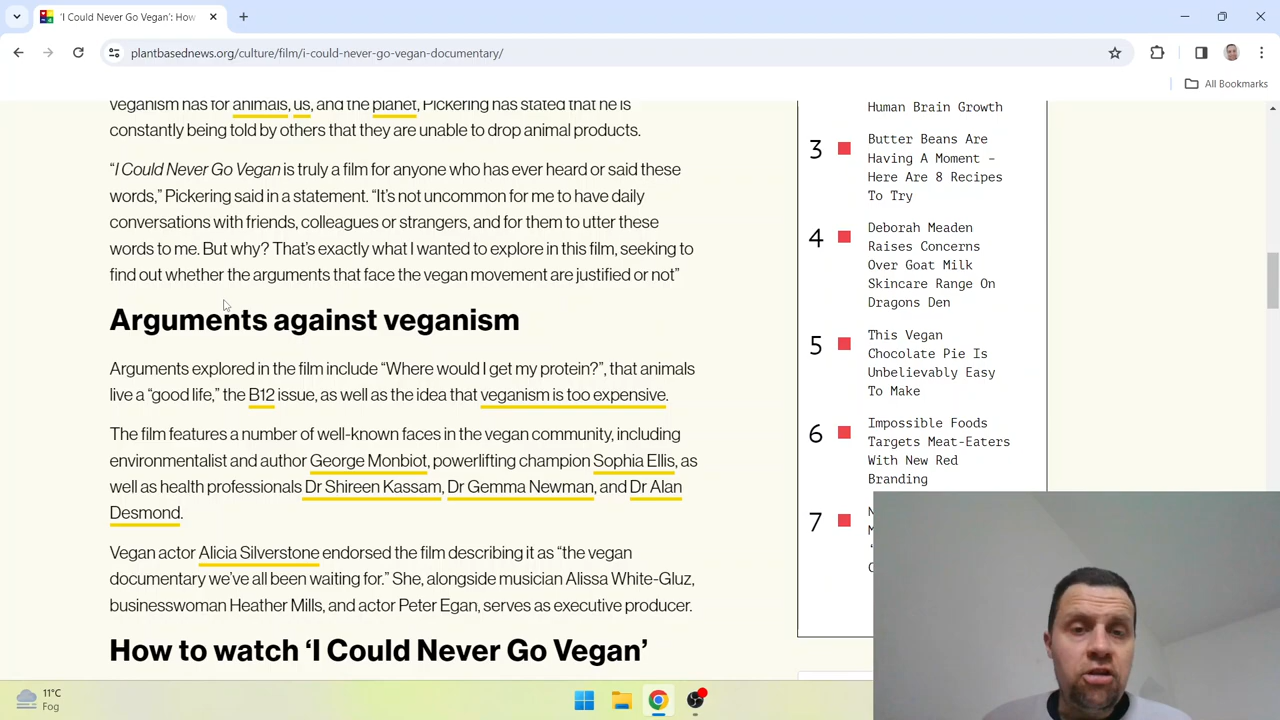 'I Could Never Go Vegan': How
plantbasednews.org/culture/film/i-could-never-go-vegan-documentary/
All Bookmarks
veganism has for animals, us, and the planet, Pickering has stated that he is
constantly being told by others that they are unable to drop animal products.
“I Could Never Go Vegan is truly a film for anyone who has ever heard or said these
words,” Pickering said in a statement. “It’s not uncommon for me to have daily
conversations with friends, colleagues or strangers, and for them to utter these
words to me. But why? That’s exactly what I wanted to explore in this film, seeking to
find out whether the arguments that face the vegan movement are justified or not”
Arguments against veganism
Arguments explored in the film include “Where would I get my protein?”, that animals
live a “good life,” the B12 issue, as well as the idea that veganism is too expensive.
The film features a number of well-known faces in the vegan community, including
environmentalist and author George Monbiot, powerlifting champion Sophia Ellis, as
well as health professionals Dr Shireen Kassam, Dr Gemma Newman, and Dr Alan
Desmond.
Vegan actor Alicia Silverstone endorsed the film describing it as “the vegan
documentary we’ve all been waiting for.” She, alongside musician Alissa White-Gluz,
businesswoman Heather Mills, and actor Peter Egan, serves as executive producer.
How to watch ‘I Could Never Go Vegan’
Human Brain Growth
3
Butter Beans Are
Having A Moment –
Here Are 8 Recipes
To Try
4
Deborah Meaden
Raises Concerns
Over Goat Milk
Skincare Range On
Dragons Den
5
This Vegan
Chocolate Pie Is
Unbelievably Easy
To Make
6
Impossible Foods
Targets Meat-Eaters
With New Red
Branding
7
11°C
Fog